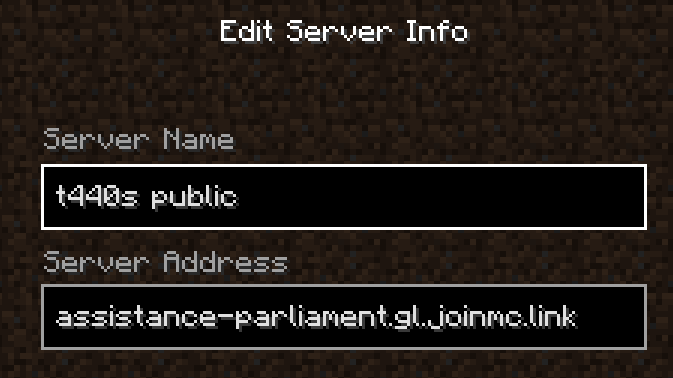 Edit Server Info
Server Name
t440s public
Server Address
assistance-parliament.gl.joinmc.link